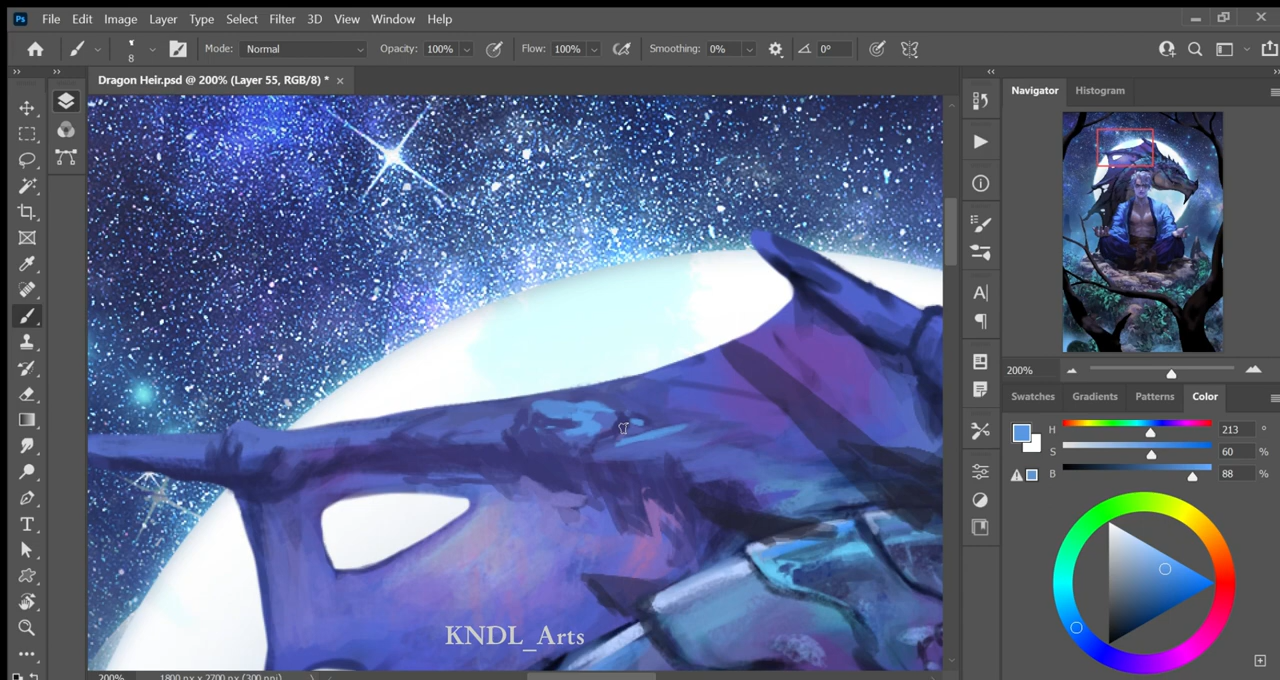 Ps File Edit Image Layer Type Select Filter 3D View Window Help
8 Mode: Normal Opacity: 100% Flow: 100% Smoothing: 0% 0°
Dragon Heir.psd @ 200% (Layer 55, RGB/8) * ×
Navigator Histogram
200%
Swatches Gradients Patterns Color
H 213 °
S 60 %
B 88 %
KNDL_Arts
200% 1800 px x 2700 px (300 ppi)